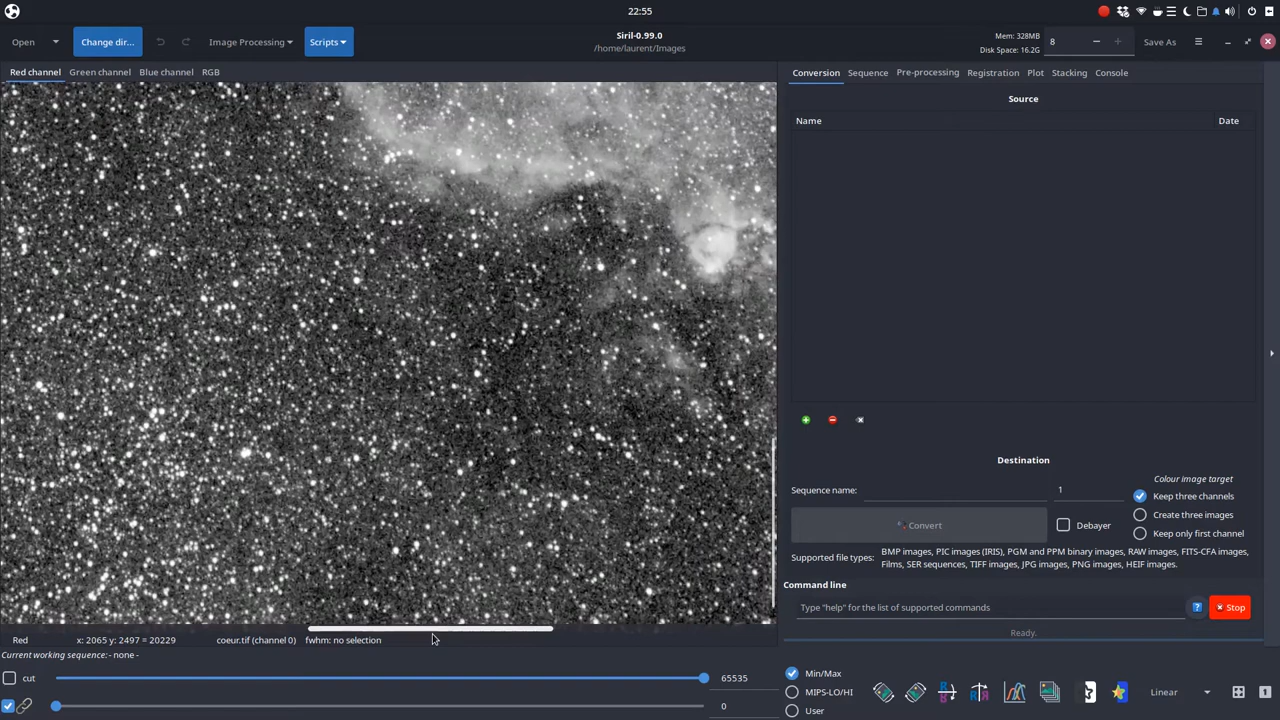 22:55
Open
Change dir...
Image Processing
Scripts
Siril-0.99.0
/home/laurent/Images
Mem: 328MB
Disk Space: 16.2G
8
Save As
Red channel
Green channel
Blue channel
RGB
Conversion
Sequence
Pre-processing
Registration
Plot
Stacking
Console
Source
Name
Date
Destination
Colour image target
Sequence name:
1
Keep three channels
Convert
Debayer
Create three images
Keep only first channel
Supported file types:
BMP images, PIC images (IRIS), PGM and PPM binary images, RAW images, FITS-CFA images,
Films, SER sequences, TIFF images, JPG images, PNG images, HEIF images.
Command line
Type "help" for the list of supported commands
?
Stop
Ready.
Red
x: 2065 y: 2497 = 20229
coeur.tif (channel 0)
fwhm: no selection
Current working sequence: - none -
cut
65535
0
Min/Max
MIPS-LO/HI
User
Linear
1